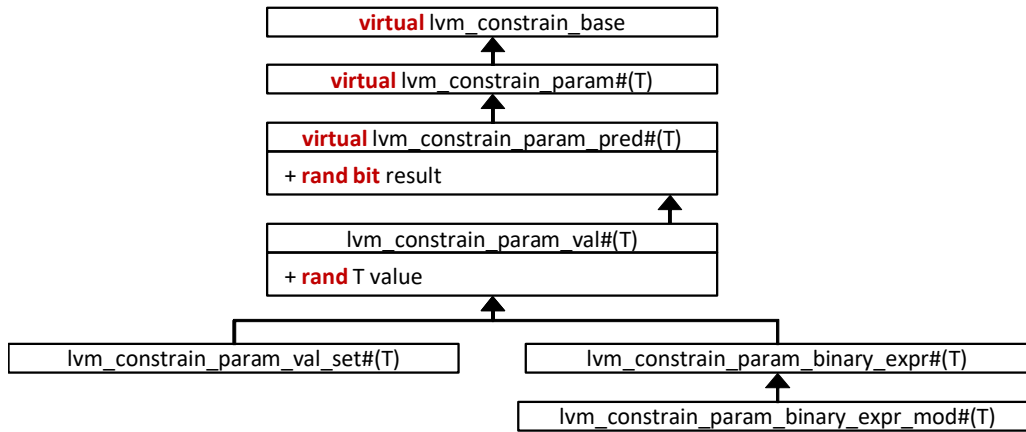 virtual lvm_constrain_base
virtual lvm_constrain_param#(T)
virtual lvm_constrain_param_pred#(T)
+ rand bit result
lvm_constrain_param_val#(T)
+ rand T value
lvm_constrain_param_val_set#(T)
lvm_constrain_param_binary_expr#(T)
lvm_constrain_param_binary_expr_mod#(T)